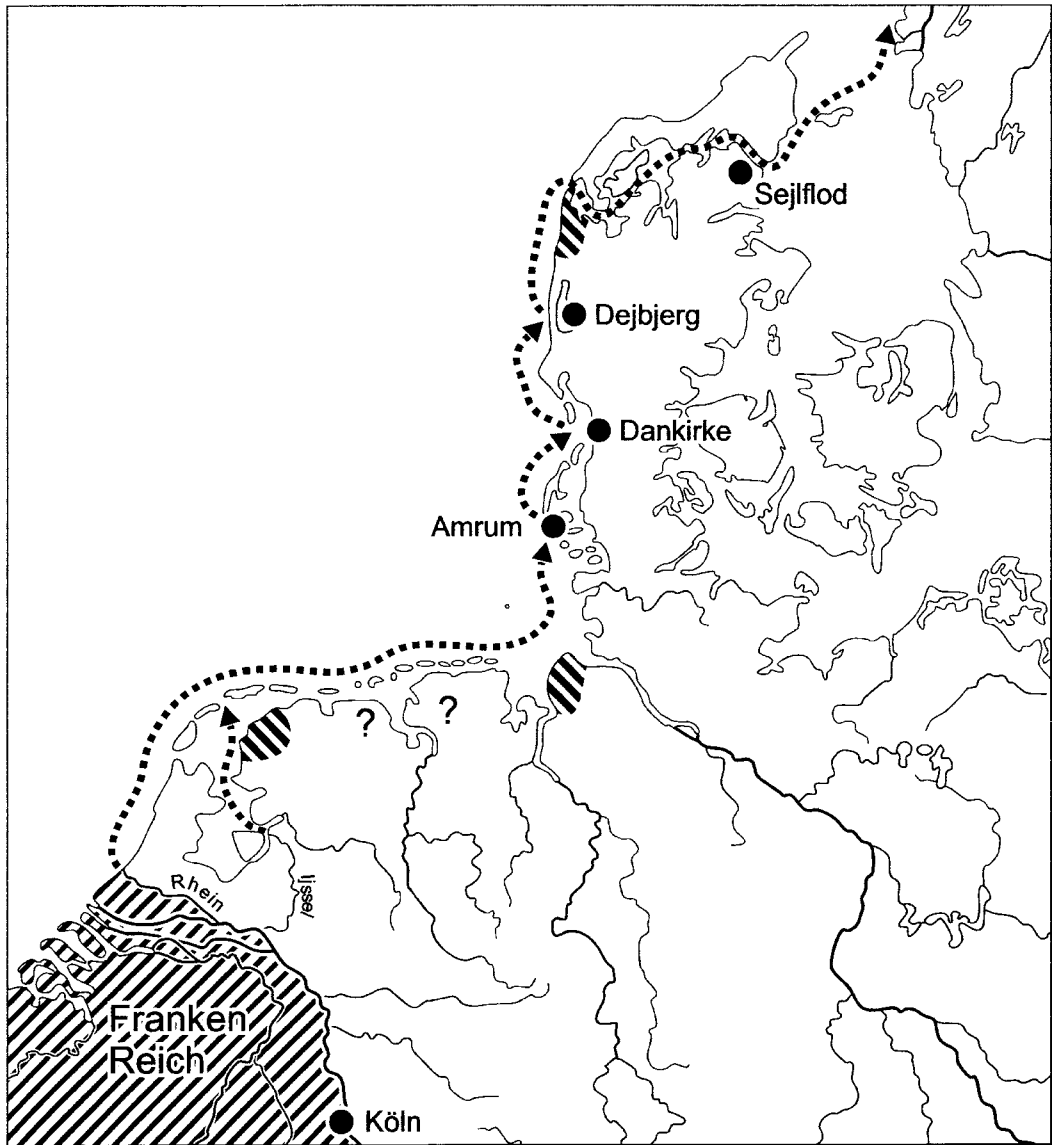 Sejlflod
Dejbjerg
Dankirke
Amrum
?
?
Rhein
Ijssel
Franken
Reich
Köln